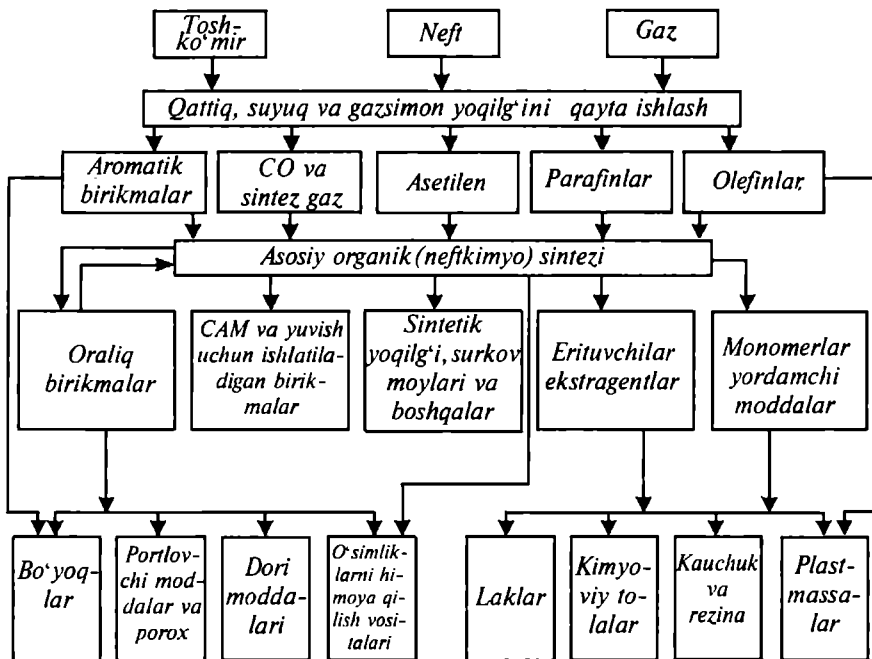 Tosh-
ko‘mir
Neft
Gaz
Qattiq, suyuq va gazsimon yoqilg‘ini qayta ishlash
Aromatik
birikmalar
CO va
sintez gaz
Asetilen
Parafinlar
Olefinlar
Asosiy organik (neftkimyo) sintezi
Oraliq
birikmalar
CAM va yuvish
uchun ishlatila-
digan birik-
malar
Sintetik
yoqilg‘i, surkov
moylari va
boshqalar
Erituvchilar
ekstragentlar
Monomerlar
yordamchi
moddalar
Bo‘yoq-
lar
Portlov-
chi mod-
dalar va
porox
Dori
modda-
lari
O‘simlik-
larni hi-
moya qi-
lish vosi-
talari
Laklar
Kimyo-
viy to-
lalar
Kauchuk
va
rezina
Plast-
massa-
lar